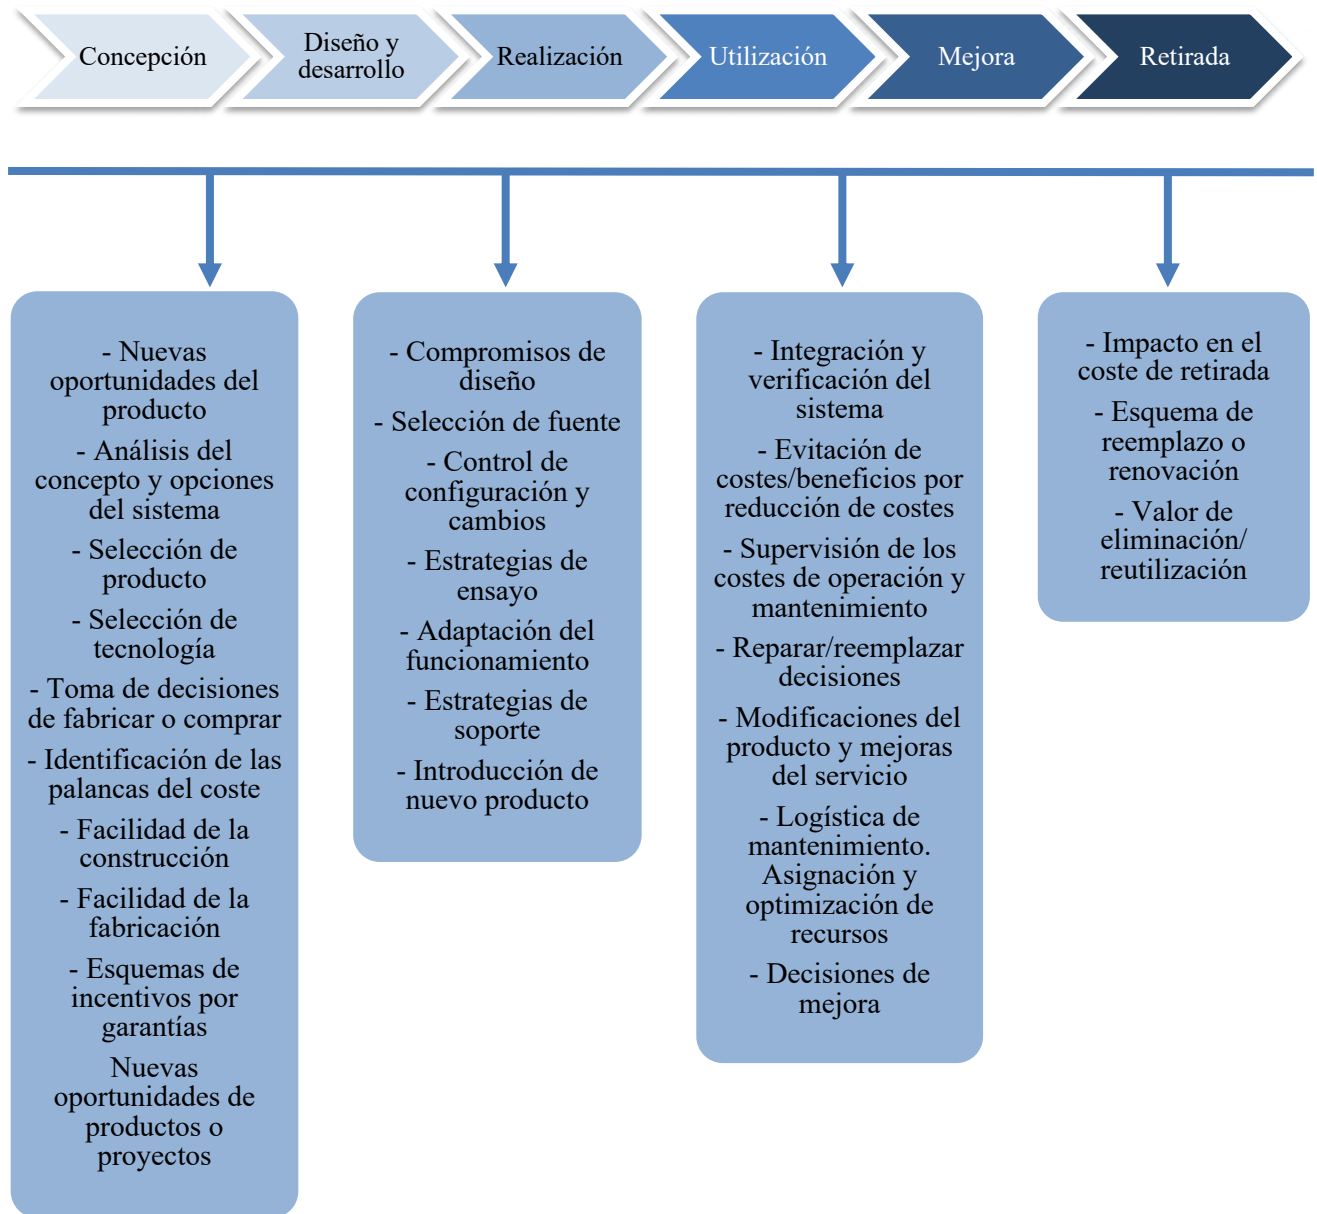 Concepción
Diseño y
desarrollo
Realización
Utilización
Mejora
Retirada
- Nuevas
oportunidades del
producto
- Análisis del
concepto y opciones
del sistema
- Selección de
producto
- Selección de
tecnología
- Toma de decisiones
de fabricar o comprar
- Identificación de las
palancas del coste
- Facilidad de la
construcción
- Facilidad de la
fabricación
- Esquemas de
incentivos por
garantías
Nuevas
oportunidades de
productos o
proyectos
- Compromisos de
diseño
- Selección de fuente
- Control de
configuración y
cambios
- Estrategias de
ensayo
- Adaptación del
funcionamiento
- Estrategias de
soporte
- Introducción de
nuevo producto
- Integración y
verificación del
sistema
- Evitación de
costes/beneficios por
reducción de costes
- Supervisión de los
costes de operación y
mantenimiento
- Reparar/reemplazar
decisiones
- Modificaciones del
producto y mejoras
del servicio
- Logística de
mantenimiento.
Asignación y
optimización de
recursos
- Decisiones de
mejora
- Impacto en el
coste de retirada
- Esquema de
reemplazo o
renovación
- Valor de
eliminación/
reutilización